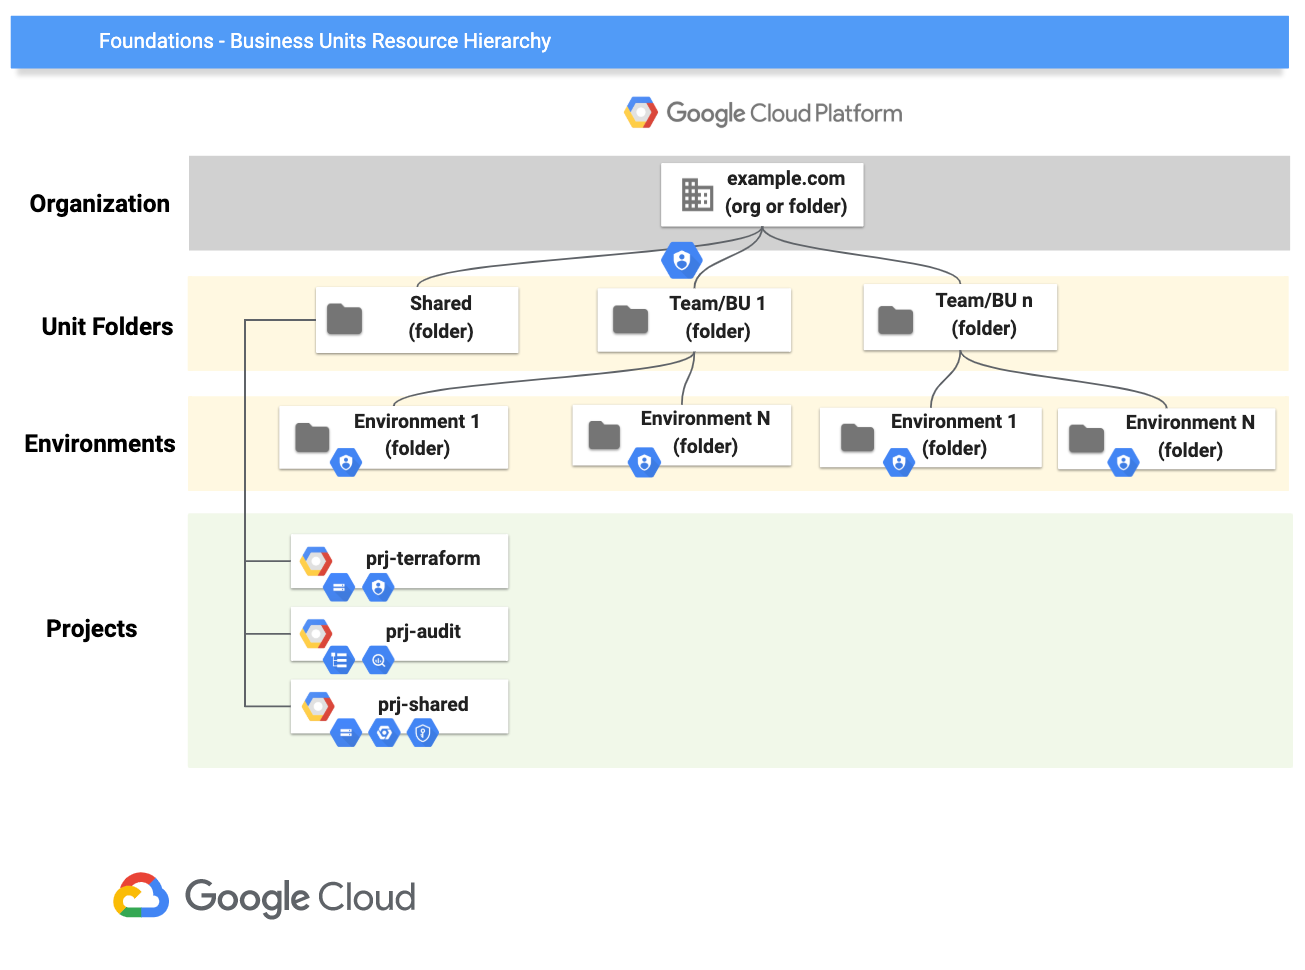 Foundations - Business Units Resource Hierarchy
Google Cloud Platform
Organization
example.com
(org or folder)
Unit Folders
Shared
(folder)
Team/BU 1
(folder)
Team/BU n
(folder)
Environments
Environment 1
(folder)
Environment N
(folder)
Environment 1
(folder)
Environment N
(folder)
Projects
prj-terraform
prj-audit
prj-shared
Google Cloud